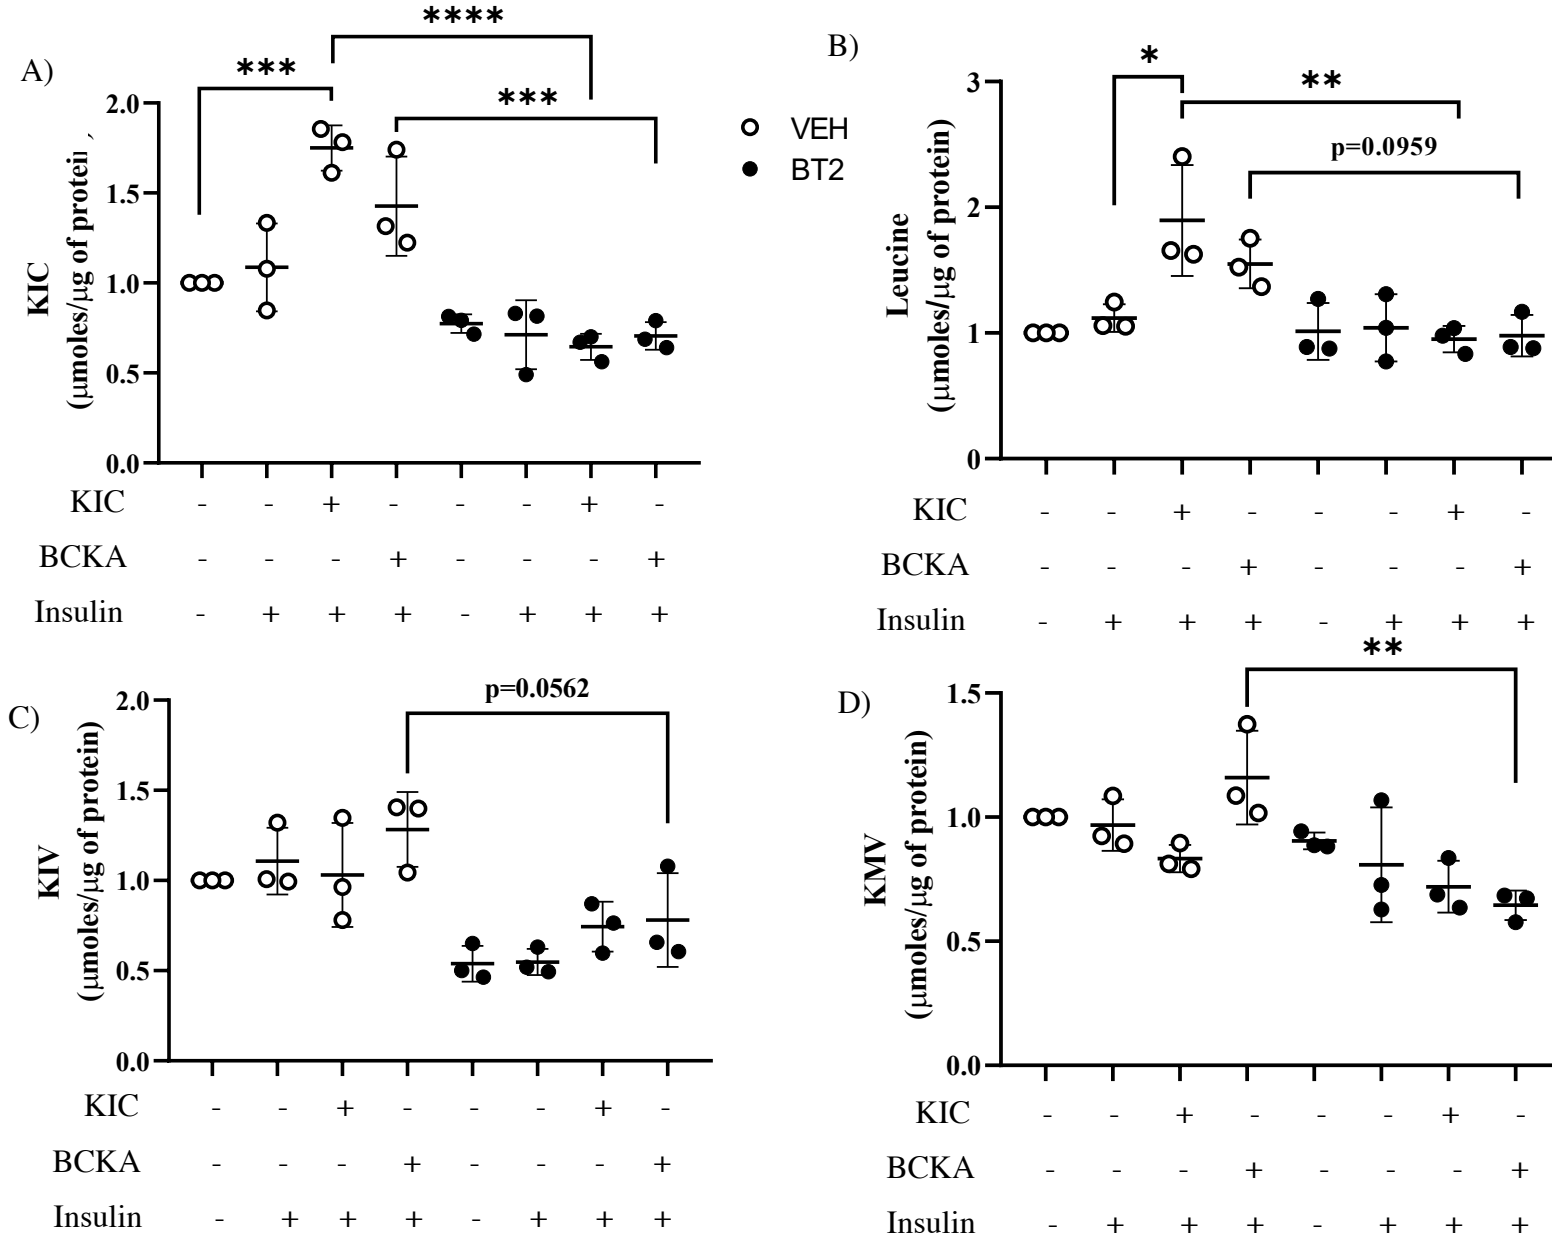 A)
****
***
***
KIC
(µmoles/µg of protei
2.0
1.5
1.0
0.5
0.0
KIC - - + - - - + -
BCKA - - - + - - - +
Insulin - + + + - + + +
VEH
BT2
B)
*
**
p=0.0959
Leucine
(µmoles/µg of protein)
3
2
1
0
KIC - - + - - - + -
BCKA - - - + - - - +
Insulin - + + + - + + +
C)
p=0.0562
KIV
(µmoles/µg of protein)
2.0
1.5
1.0
0.5
0.0
KIC - - + - - - + -
BCKA - - - + - - - +
Insulin - + + + - + + +
D)
**
KMV
(µmoles/µg of protein)
1.5
1.0
0.5
0.0
KIC - - + - - - + -
BCKA - - - + - - - +
Insulin - + + + - + + +